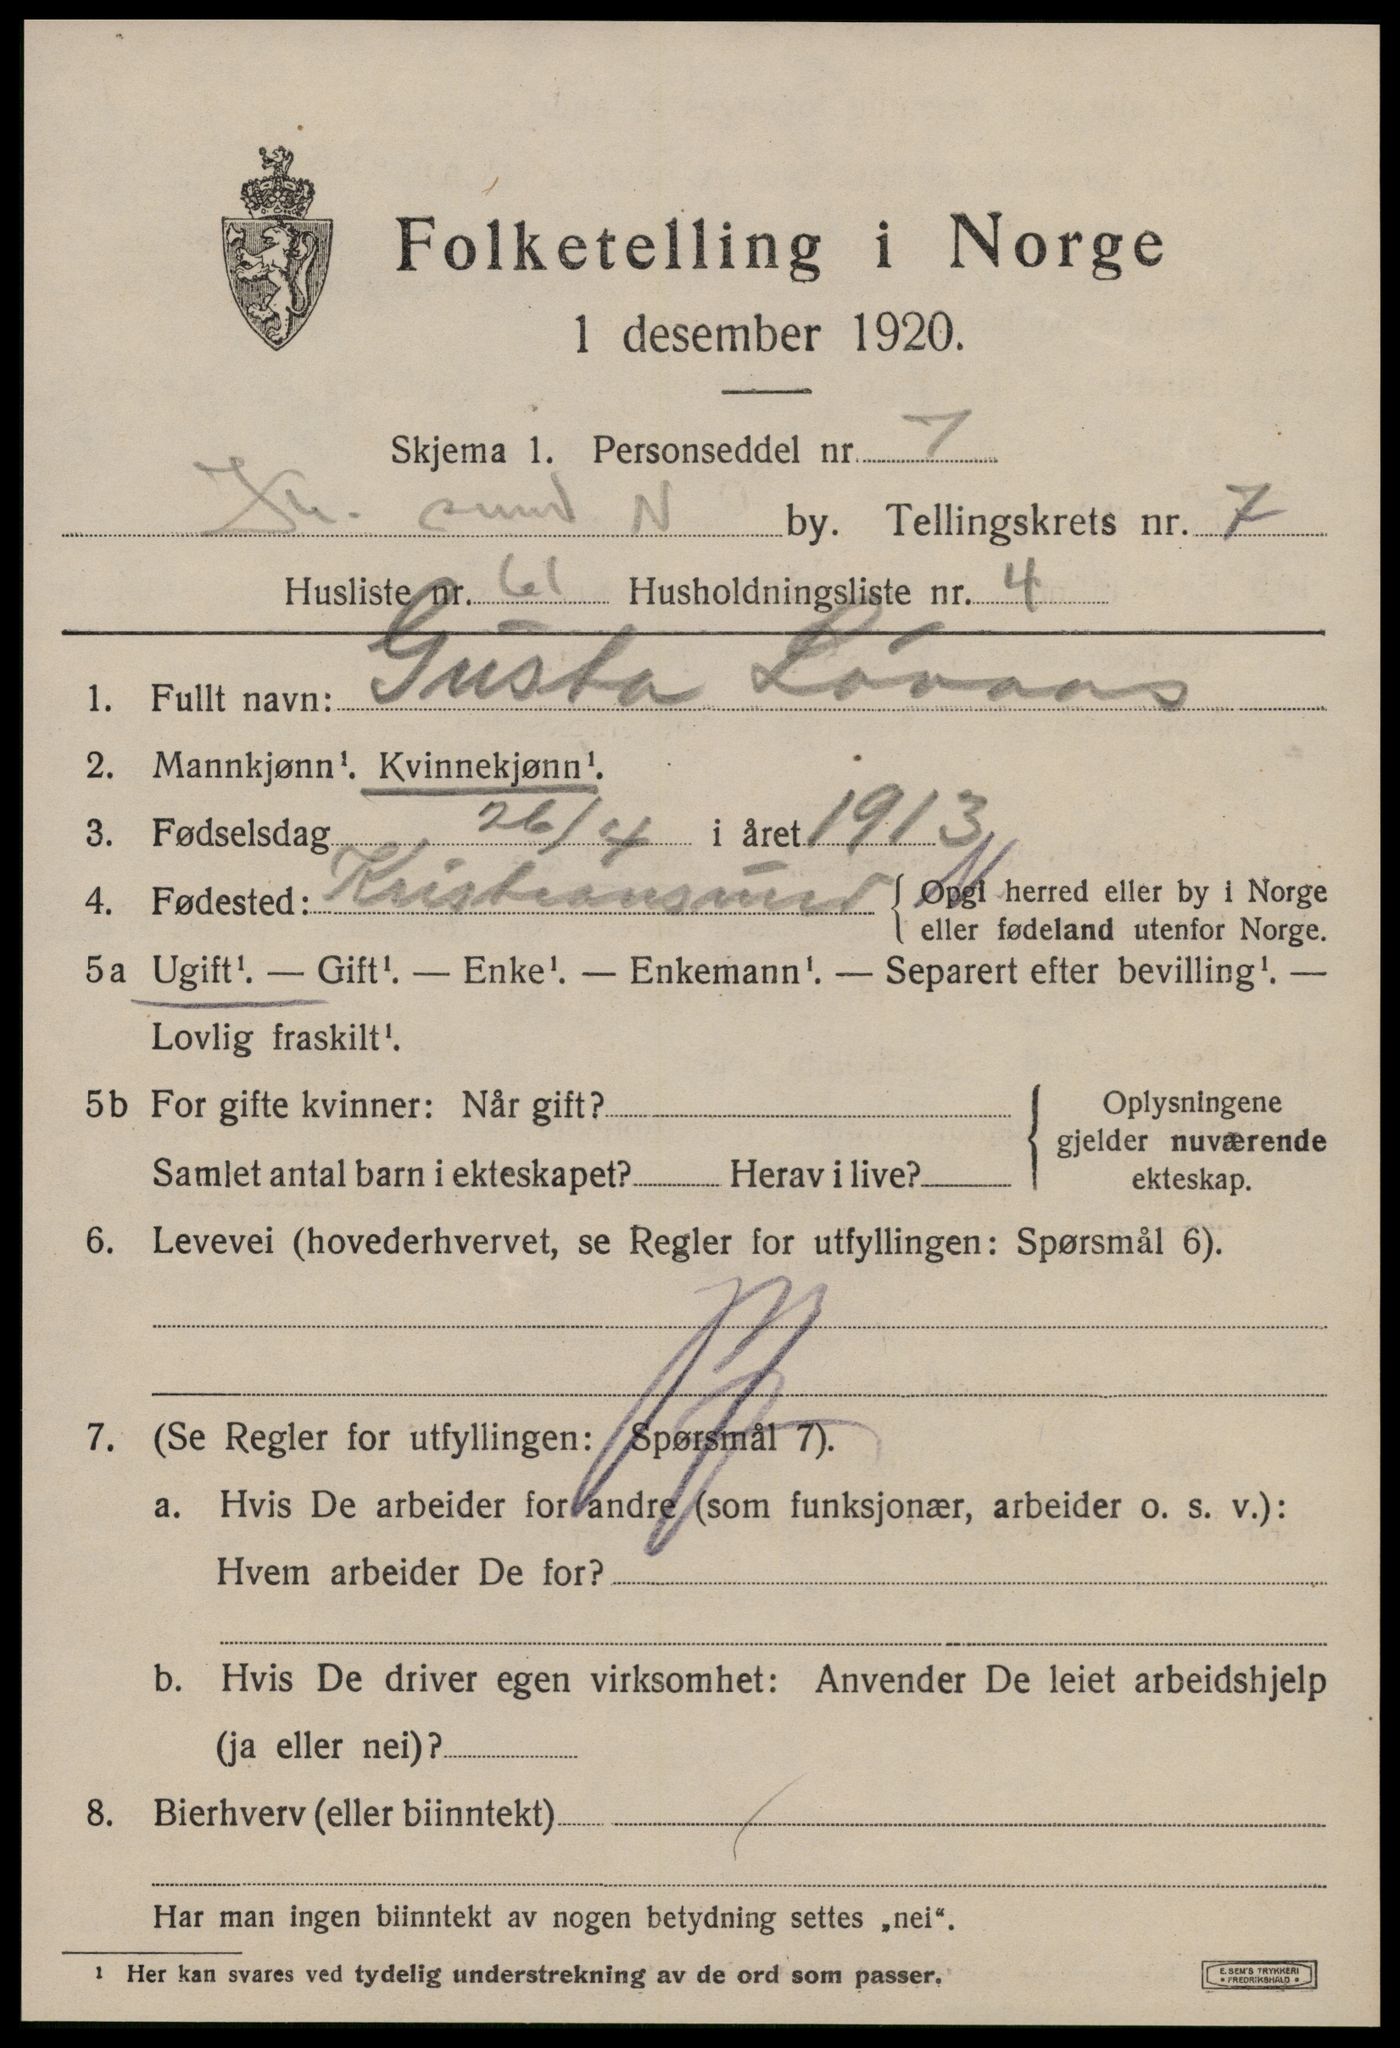 Folketelling i Norge
1 desember 1920.
Skjema 1. Personseddel nr. 7
Kr. sund N by. Tellingskrets nr. 7
Husliste nr. 61 Husholdningsliste nr. 4
1. Fullt navn: Gusta Lövaas
2. Mannkjønn¹. Kvinnekjønn¹.
3. Fødselsdag 26/4 i året 1913
4. Fødested: Kristiansund N { Opgi herred eller by i Norge
eller fødeland utenfor Norge.
5a Ugift¹. — Gift¹. — Enke¹. — Enkemann¹. — Separert efter bevilling¹. —
Lovlig fraskilt¹.
5b For gifte kvinner: Når gift?
Samlet antal barn i ekteskapet? Herav i live?
Oplysningene
gjelder nuværende
ekteskap.
6. Levevei (hovederhvervet, se Regler for utfyllingen: Spørsmål 6).
7. (Se Regler for utfyllingen: Spørsmål 7).
a. Hvis De arbeider for andre (som funksjonær, arbeider o. s. v.):
Hvem arbeider De for?
b. Hvis De driver egen virksomhet: Anvender De leiet arbeidshjelp
(ja eller nei)?
8. Bierhverv (eller biinntekt)
Har man ingen biinntekt av nogen betydning settes „nei“.
¹ Her kan svares ved tydelig understrekning av de ord som passer.
E. SEM'S TRYKKERI
• FREDRIKSHALD •